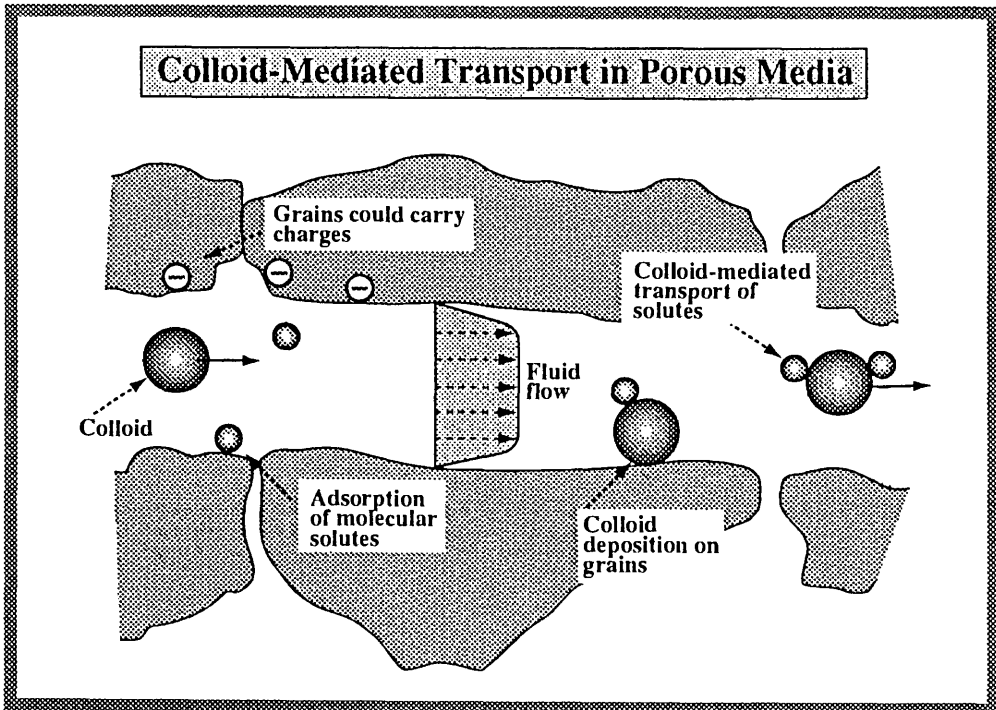 Colloid-Mediated Transport in Porous Media
Grains could carry
charges
Colloid-mediated
transport of
solutes
Fluid
flow
Colloid
Adsorption
of molecular
solutes
Colloid
deposition on
grains